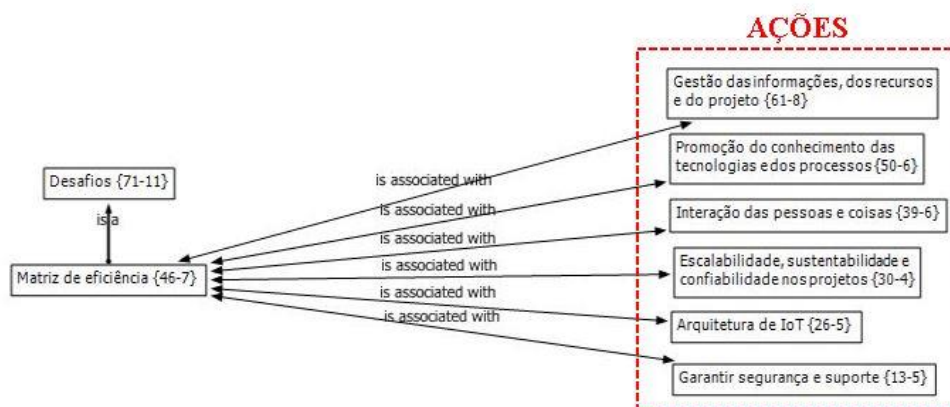 AÇÕES
Gestão das informações, dos recursos
e do projeto {61-8}
Promoção do conhecimento das
tecnologias e dos processos {50-6}
is associated with
Desafios {71-11}
is associated with
Interação das pessoas e coisas {39-6}
is a
is associated with
Escalabilidade, sustentabilidade e
confiabilidade nos projetos {30-4}
is associated with
Matriz de eficiência {46-7}
is associated with
is associated with
Arquitetura de IoT {26-5}
Garantir segurança e suporte {13-5}